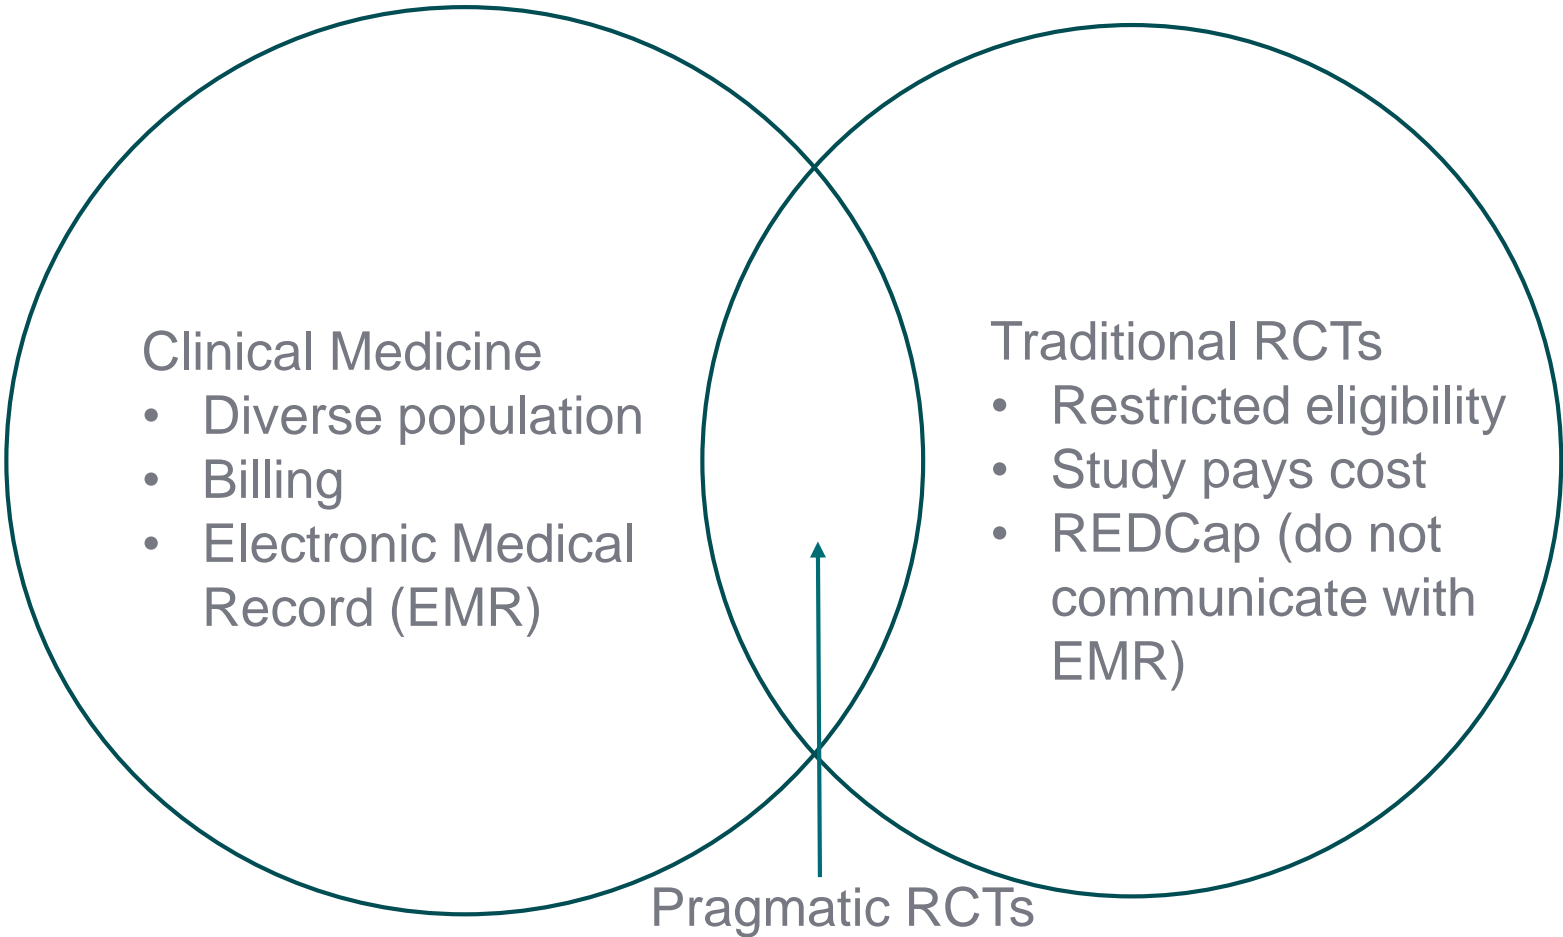 Clinical Medicine
• Diverse population
• Billing
• Electronic Medical
Record (EMR)
Traditional RCTs
• Restricted eligibility
• Study pays cost
• REDCap (do not
communicate with
EMR)
Pragmatic RCTs